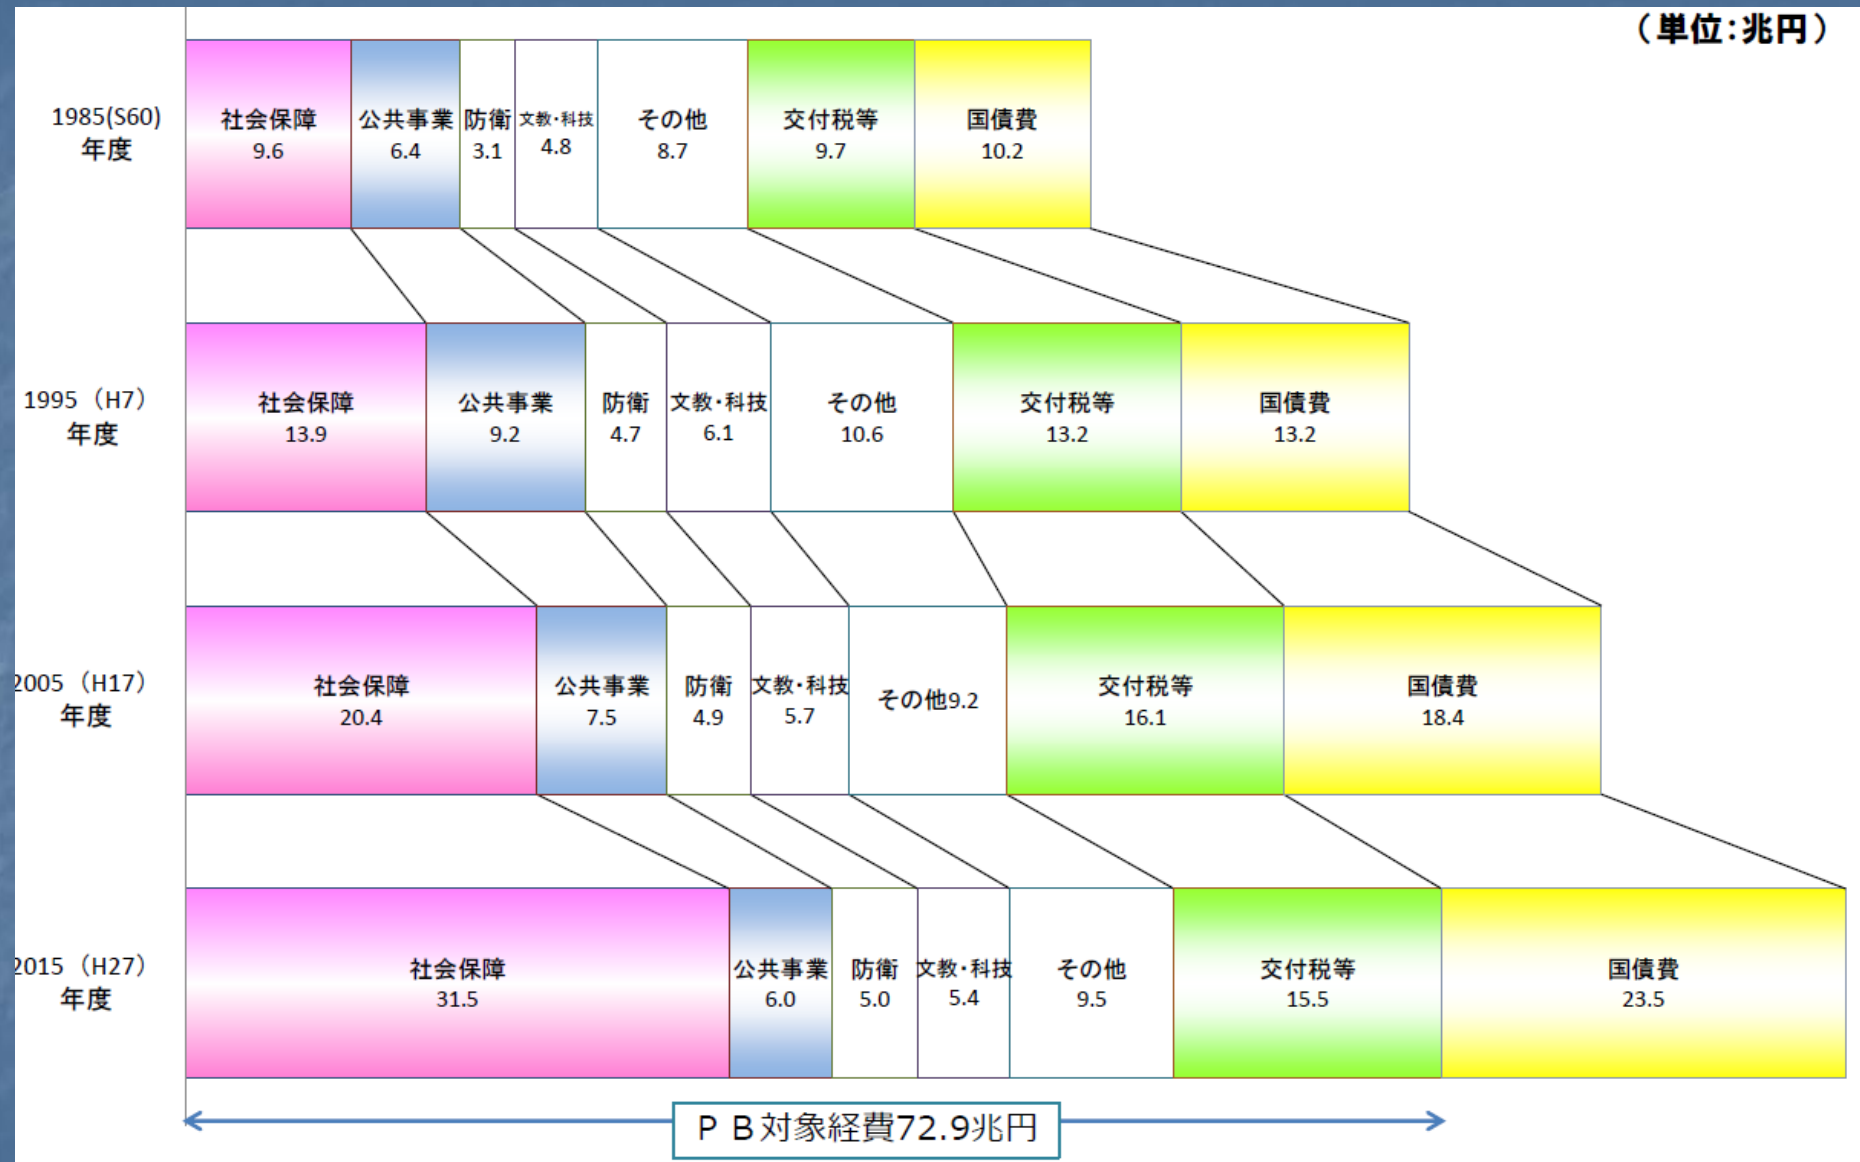 （単位：兆円）
1985(S60)
年度
社会保障
9.6
公共事業
6.4
防衛
3.1
文教・科技
4.8
その他
8.7
交付税等
9.7
国債費
10.2
1995（H7）
年度
社会保障
13.9
公共事業
9.2
防衛
4.7
文教・科技
6.1
その他
10.6
交付税等
13.2
国債費
13.2
2005（H17）
年度
社会保障
20.4
公共事業
7.5
防衛
4.9
文教・科技
5.7
その他9.2
交付税等
16.1
国債費
18.4
2015（H27）
年度
社会保障
31.5
公共事業
6.0
防衛
5.0
文教・科技
5.4
その他
9.5
交付税等
15.5
国債費
23.5
ＰＢ対象経費72.9兆円